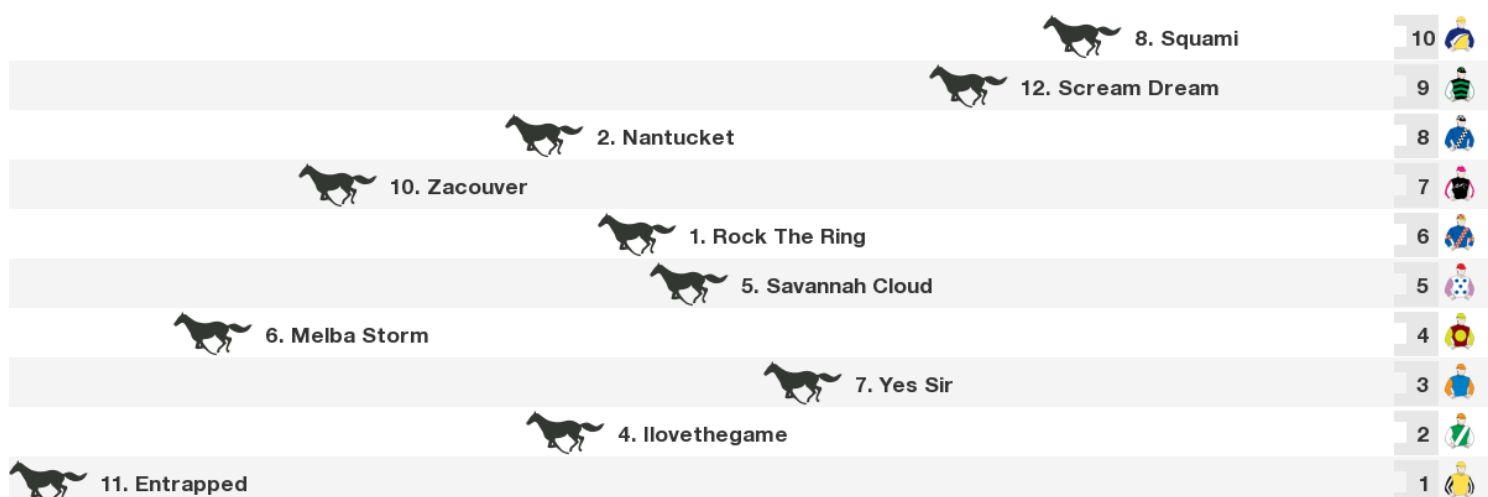 8. Squami 10
12. Scream Dream 9
2. Nantucket 8
10. Zacouver 7
1. Rock The Ring 6
5. Savannah Cloud 5
6. Melba Storm 4
7. Yes Sir 3
4. Ilovethegame 2
11. Entrapped 1